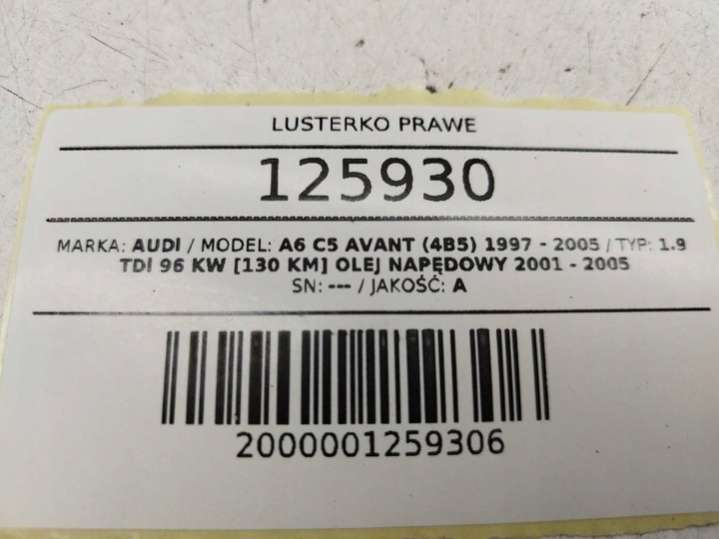 LUSTERKO PRAWE
125930
MARKA: AUDI / MODEL: A6 C5 AVANT (4B5) 1997 - 2005 / TYP: 1.9
TDI 96 KW [130 KM] OLEJ NAPĘDOWY 2001 - 2005
SN: --- / JAKOŚĆ: A
2000001259306